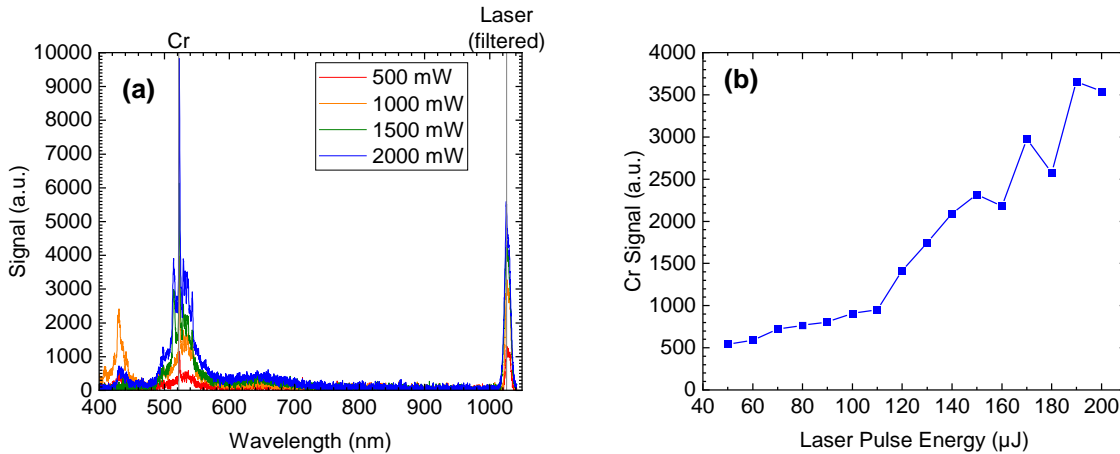 Cr
Laser
(filtered)
10000
9000
8000
7000
6000
5000
4000
3000
2000
1000
0
Signal (a.u.)
(a)
500 mW
1000 mW
1500 mW
2000 mW
400 500 600 700 800 900 1000
Wavelength (nm)
(b)
4000
3500
3000
2500
2000
1500
1000
500
0
Cr Signal (a.u.)
40 60 80 100 120 140 160 180 200
Laser Pulse Energy (µJ)